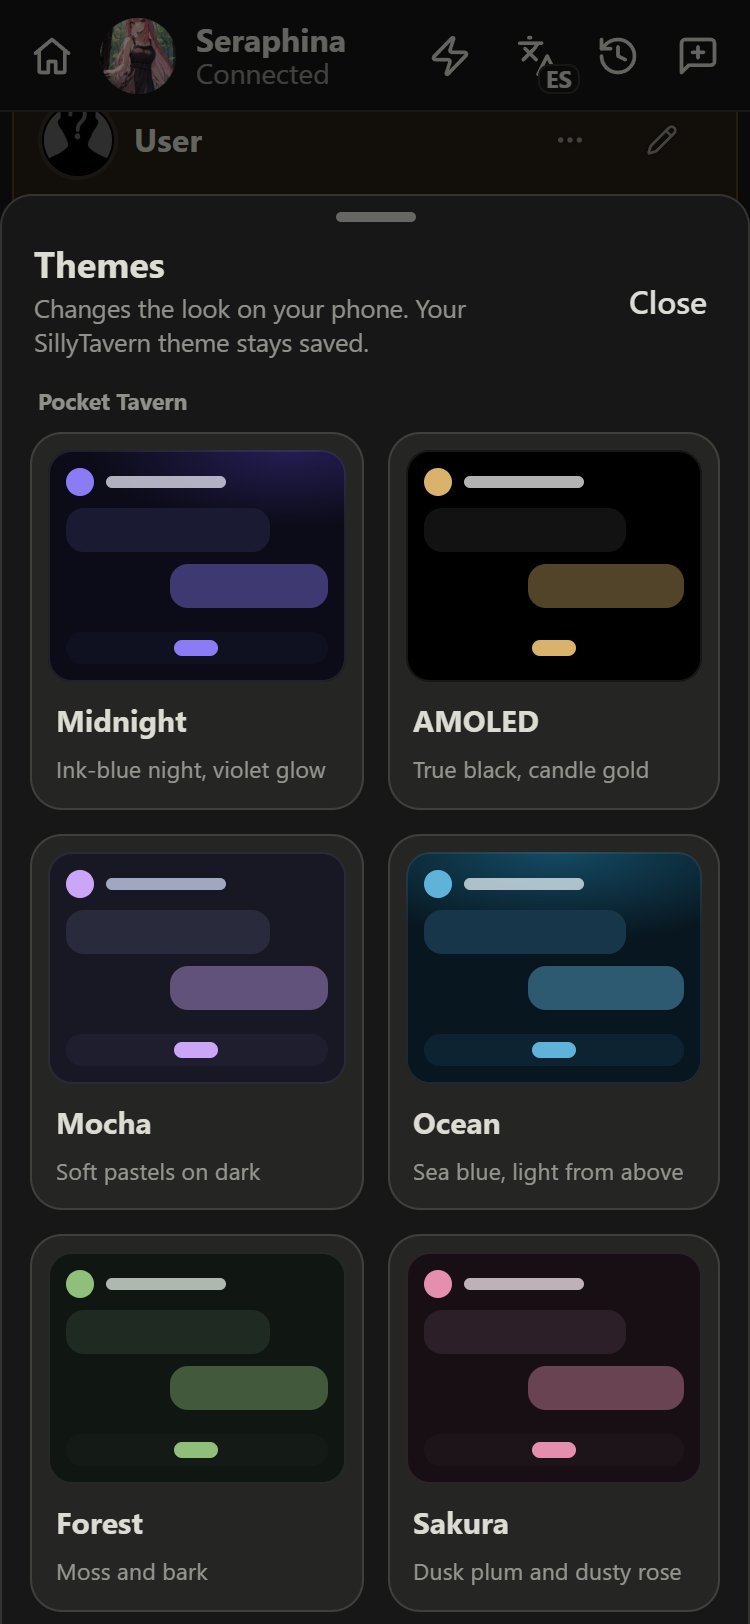 Seraphina
Connected
ES
User
Themes
Changes the look on your phone. Your
SillyTavern theme stays saved.
Close
Pocket Tavern
Midnight
Ink-blue night, violet glow
AMOLED
True black, candle gold
Mocha
Soft pastels on dark
Ocean
Sea blue, light from above
Forest
Moss and bark
Sakura
Dusk plum and dusty rose